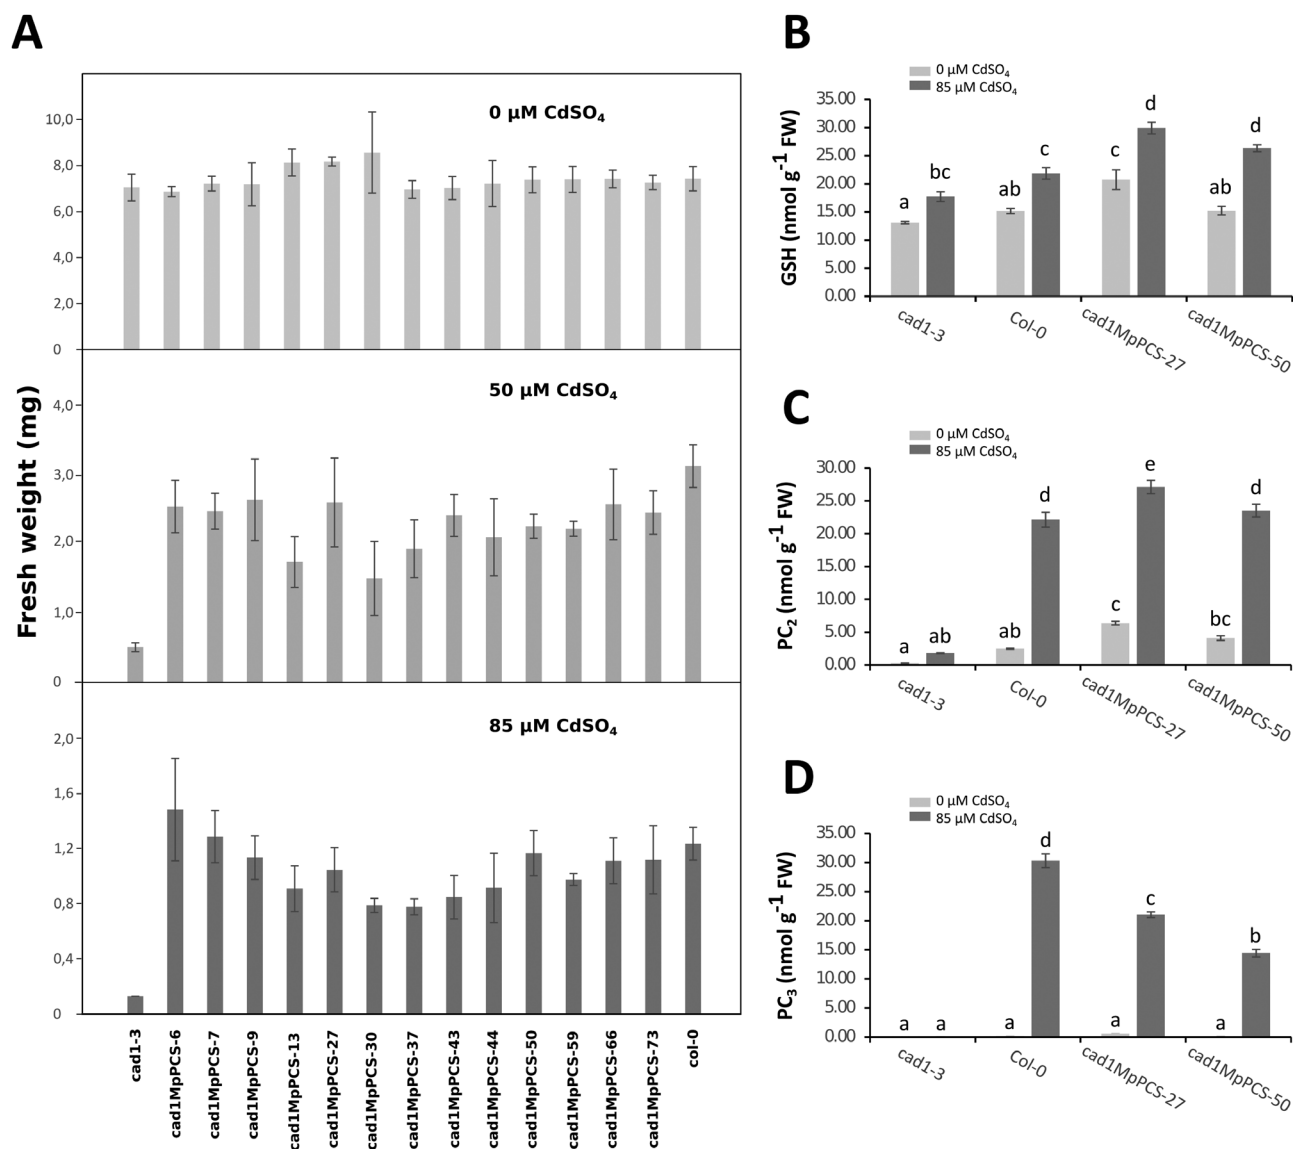 A
Fresh weight (mg)
0 µM CdSO₄
10,0
8,0
6,0
4,0
2,0
0
50 µM CdSO₄
4,0
3,0
2,0
1,0
0
85 µM CdSO₄
2,0
1,6
1,2
0,8
0,4
0
cad1-3
cad1MpPCS-6
cad1MpPCS-7
cad1MpPCS-9
cad1MpPCS-13
cad1MpPCS-27
cad1MpPCS-30
cad1MpPCS-37
cad1MpPCS-43
cad1MpPCS-44
cad1MpPCS-50
cad1MpPCS-59
cad1MpPCS-66
cad1MpPCS-73
col-0
B
0 µM CdSO₄
85 µM CdSO₄
GSH (nmol g⁻¹ FW)
35.00
30.00
25.00
20.00
15.00
10.00
5.00
0.00
a bc ab c c d ab d
cad1-3
Col-0
cad1MpPCS-27
cad1MpPCS-50
C
0 µM CdSO₄
85 µM CdSO₄
PC₂ (nmol g⁻¹ FW)
30.00
25.00
20.00
15.00
10.00
5.00
0.00
a ab ab d c e bc d
cad1-3
Col-0
cad1MpPCS-27
cad1MpPCS-50
D
0 µM CdSO₄
85 µM CdSO₄
PC₃ (nmol g⁻¹ FW)
35.00
30.00
25.00
20.00
15.00
10.00
5.00
0.00
a a a d a c a b
cad1-3
Col-0
cad1MpPCS-27
cad1MpPCS-50